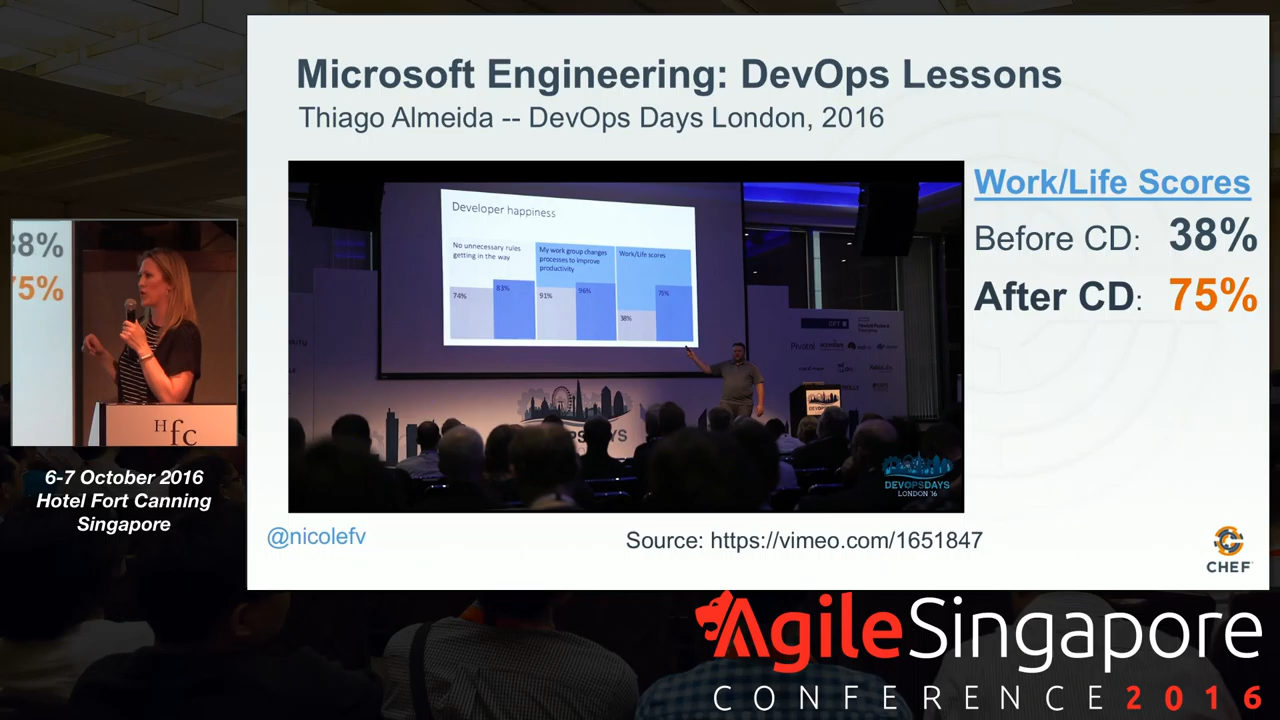 Microsoft Engineering: DevOps Lessons
Thiago Almeida -- DevOps Days London, 2016
Developer happiness
No unnecessary rules
getting in the way
74%
83%
My work group changes
processes to improve
productivity
91%
96%
Work/Life scores
38%
75%
Pivotal
accenture
DEVOPSDAYS
LONDON 16
Work/Life Scores
Before CD: 38%
After CD: 75%
8%
75%
Hfc
6-7 October 2016
Hotel Fort Canning
Singapore
@nicolefv
Source: https://vimeo.com/1651847
CHEF
AgileSingapore
CONFERENCE 2016